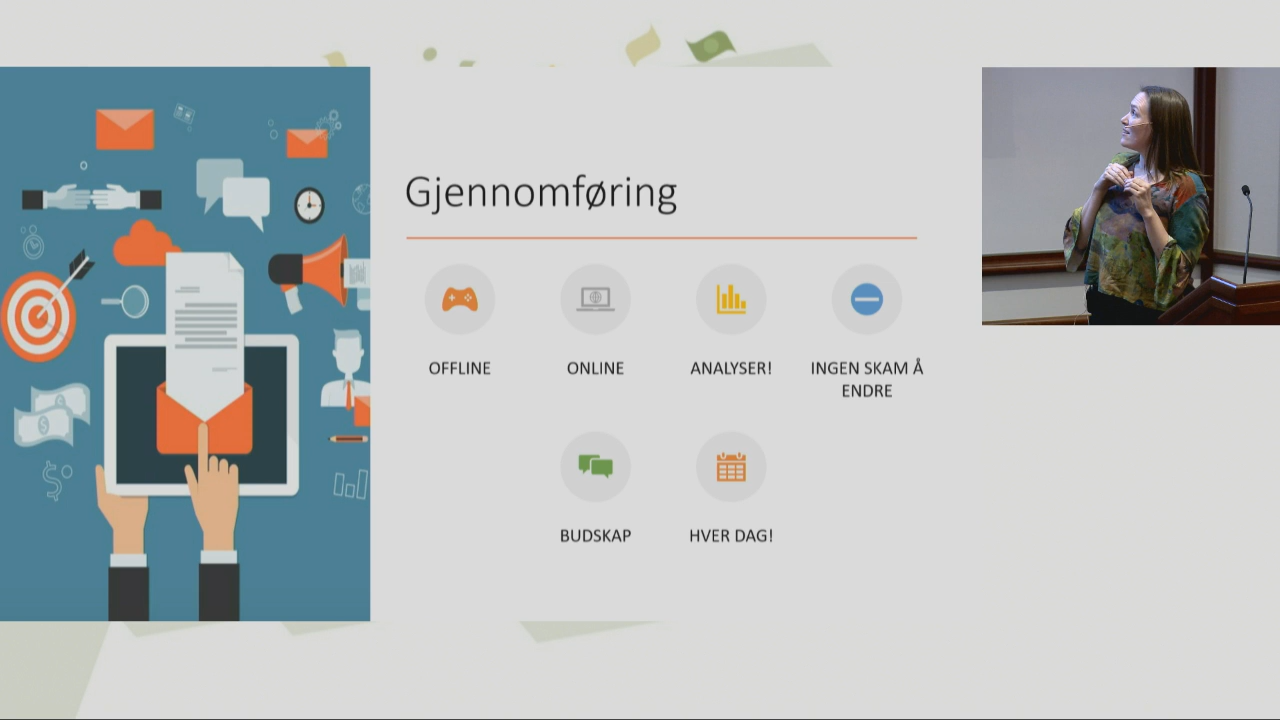 Gjennomføring
OFFLINE
ONLINE
ANALYSER!
INGEN SKAM Å
ENDRE
BUDSKAP
HVER DAG!